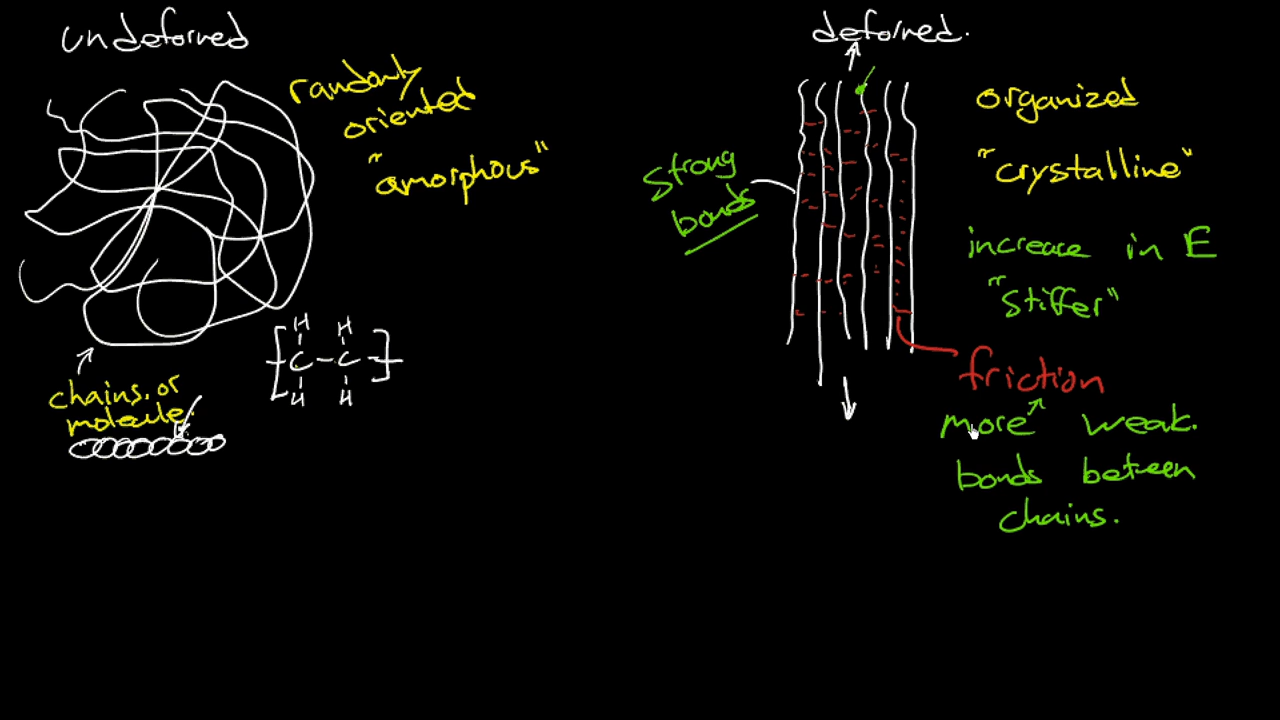 undeformed
randomly
oriented
"amorphous"
chains or
molecule.
H H
[-C-C-]
H H
deformed.
strong
bonds
organized
"crystalline"
increase in E
"stiffer"
friction
more weak.
bonds between
chains.